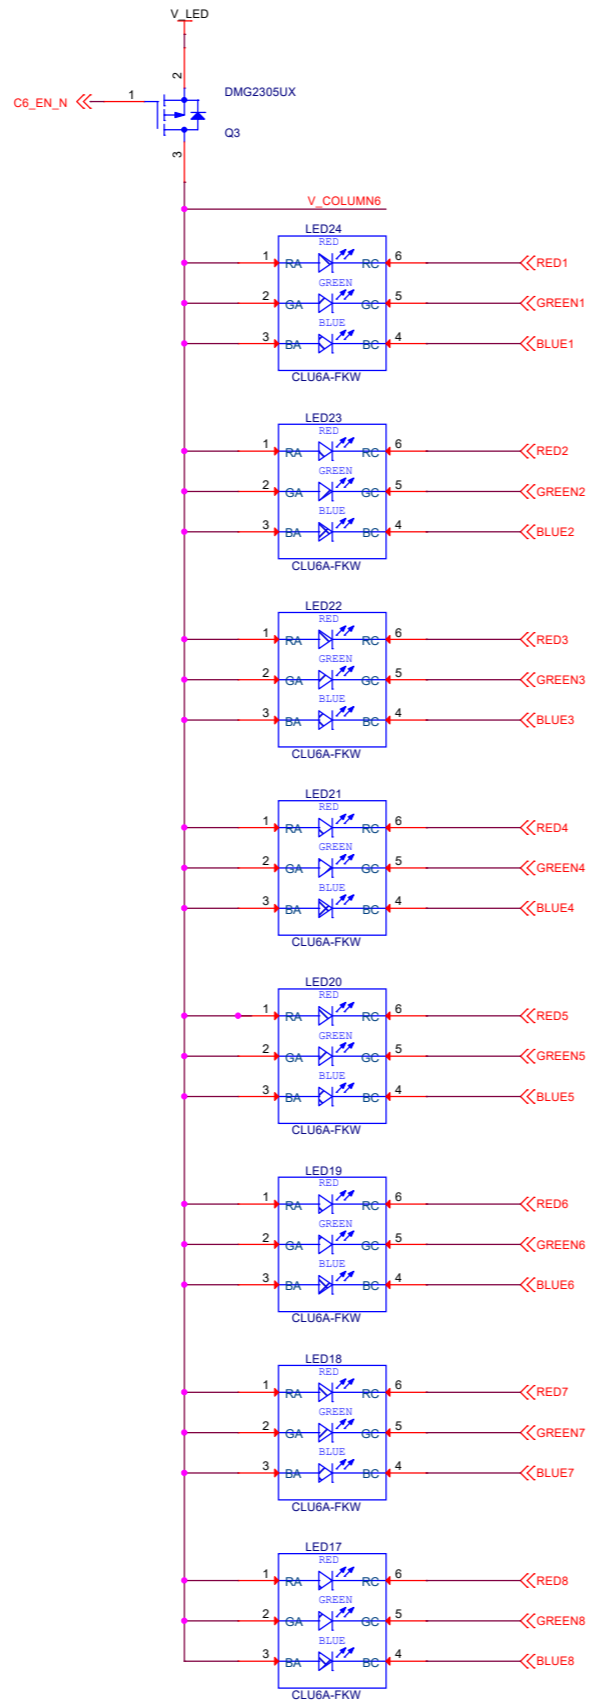 V_LED
2
DMG2305UX
C6_EN_N
1
Q3
3
V_COLUMN6
LED24
RED
1 RA RC 6 RED1
GREEN
2 GA GC 5 GREEN1
BLUE
3 BA BC 4 BLUE1
CLU6A-FKW
LED23
RED
1 RA RC 6 RED2
GREEN
2 GA GC 5 GREEN2
BLUE
3 BA BC 4 BLUE2
CLU6A-FKW
LED22
RED
1 RA RC 6 RED3
GREEN
2 GA GC 5 GREEN3
BLUE
3 BA BC 4 BLUE3
CLU6A-FKW
LED21
RED
1 RA RC 6 RED4
GREEN
2 GA GC 5 GREEN4
BLUE
3 BA BC 4 BLUE4
CLU6A-FKW
LED20
RED
1 RA RC 6 RED5
GREEN
2 GA GC 5 GREEN5
BLUE
3 BA BC 4 BLUE5
CLU6A-FKW
LED19
RED
1 RA RC 6 RED6
GREEN
2 GA GC 5 GREEN6
BLUE
3 BA BC 4 BLUE6
CLU6A-FKW
LED18
RED
1 RA RC 6 RED7
GREEN
2 GA GC 5 GREEN7
BLUE
3 BA BC 4 BLUE7
CLU6A-FKW
LED17
RED
1 RA RC 6 RED8
GREEN
2 GA GC 5 GREEN8
BLUE
3 BA BC 4 BLUE8
CLU6A-FKW